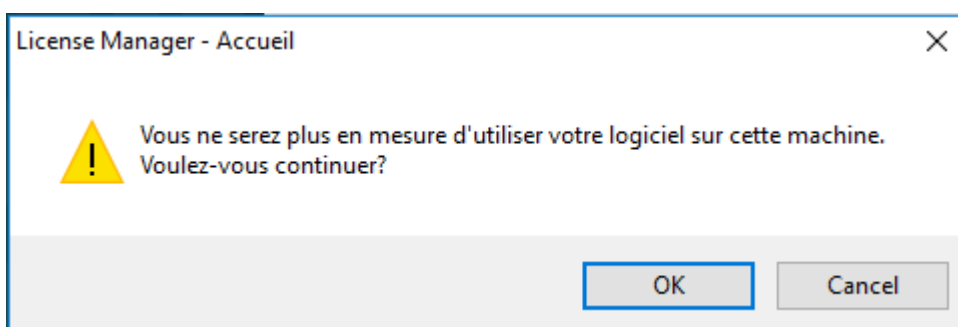 License Manager - Accueil
Vous ne serez plus en mesure d'utiliser votre logiciel sur cette machine.
Voulez-vous continuer?
OK
Cancel